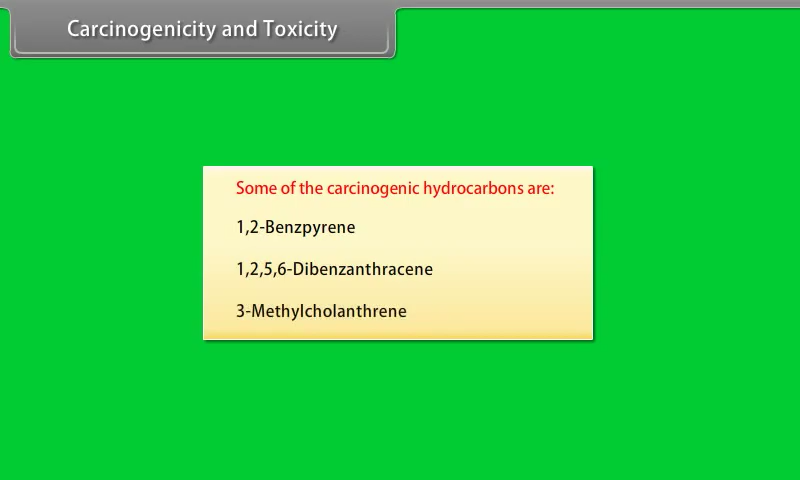 Carcinogenicity and Toxicity
Some of the carcinogenic hydrocarbons are:
1,2-Benzpyrene
1,2,5,6-Dibenzanthracene
3-Methylcholanthrene